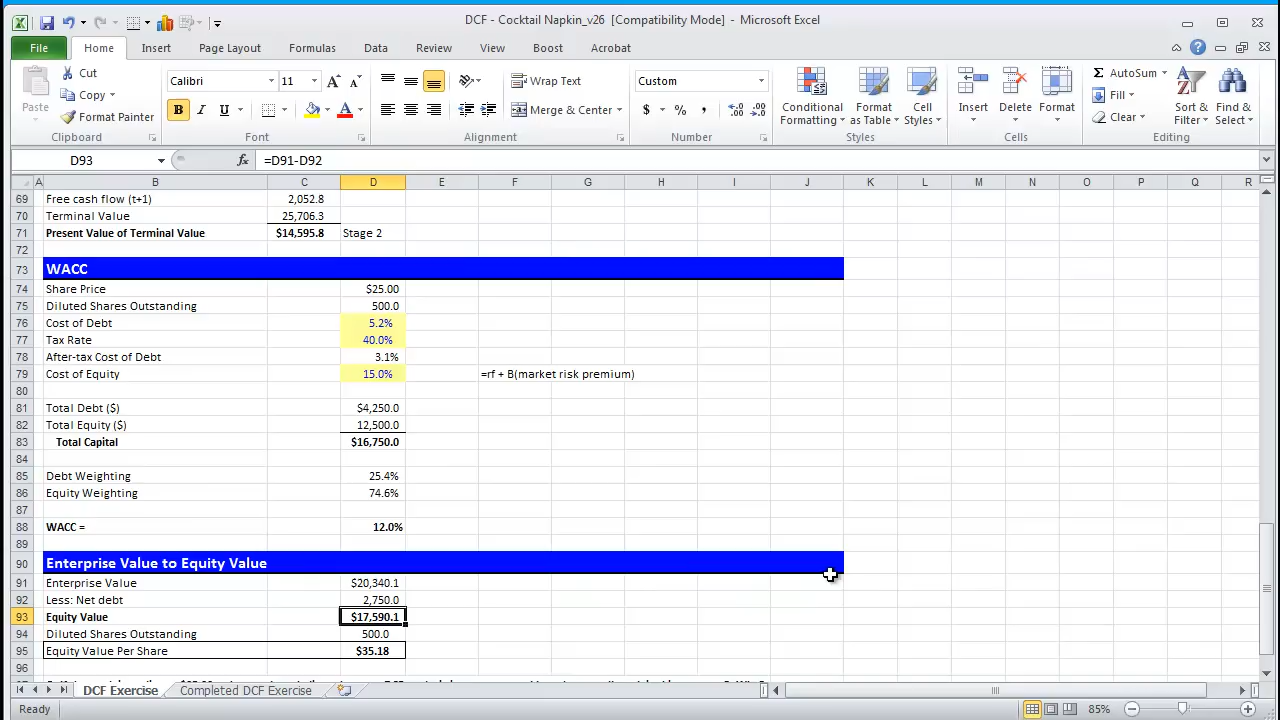 DCF - Cocktail Napkin_v26 [Compatibility Mode] - Microsoft Excel
File Home Insert Page Layout Formulas Data Review View Boost Acrobat
Paste
Cut
Copy
Format Painter
Clipboard
Calibri 11
B I U
Font
Wrap Text
Merge & Center
Alignment
Custom
$ % ,
Number
Conditional Formatting
Format as Table
Cell Styles
Styles
Insert Delete Format
Cells
AutoSum
Fill
Clear
Sort & Filter
Find & Select
Editing
D93 fx =D91-D92
A B C D E F G H I J K L M N O P Q R
69 Free cash flow (t+1) 2,052.8
70 Terminal Value 25,706.3
71 Present Value of Terminal Value $14,595.8 Stage 2
72
73 WACC
74 Share Price $25.00
75 Diluted Shares Outstanding 500.0
76 Cost of Debt 5.2%
77 Tax Rate 40.0%
78 After-tax Cost of Debt 3.1%
79 Cost of Equity 15.0% =rf + B(market risk premium)
80
81 Total Debt ($) $4,250.0
82 Total Equity ($) 12,500.0
83 Total Capital $16,750.0
84
85 Debt Weighting 25.4%
86 Equity Weighting 74.6%
87
88 WACC = 12.0%
89
90 Enterprise Value to Equity Value
91 Enterprise Value $20,340.1
92 Less: Net debt 2,750.0
93 Equity Value $17,590.1
94 Diluted Shares Outstanding 500.0
95 Equity Value Per Share $35.18
96
DCF Exercise Completed DCF Exercise
Ready 85%